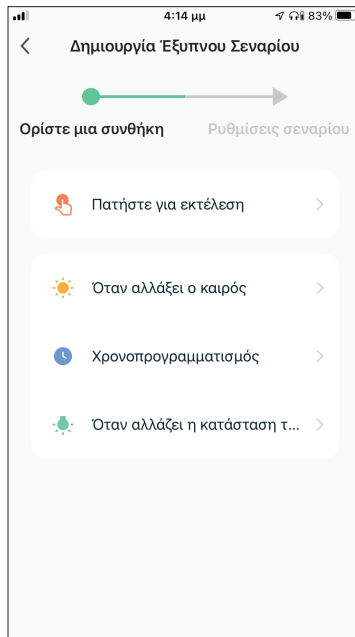 4:14 μμ 83%
Δημιουργία Έξυπνου Σεναρίου
Ορίστε μια συνθήκη Ρυθμίσεις σεναρίου
Πατήστε για εκτέλεση
Όταν αλλάξει ο καιρός
Χρονοπρογραμματισμός
Όταν αλλάζει η κατάσταση τ...